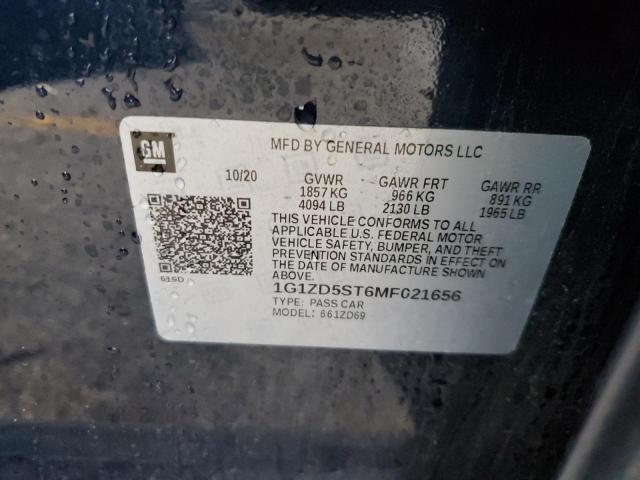 GM
MFD BY GENERAL MOTORS LLC
10/20 GVWR GAWR FRT GAWR RR
1857 KG 966 KG 891 KG
4094 LB 2130 LB 1965 LB
THIS VEHICLE CONFORMS TO ALL
APPLICABLE U.S. FEDERAL MOTOR
VEHICLE SAFETY, BUMPER, AND THEFT
PREVENTION STANDARDS IN EFFECT ON
THE DATE OF MANUFACTURE SHOWN
ABOVE.
1G1ZD5ST6MF021656
TYPE: PASS CAR
MODEL: 661ZD69